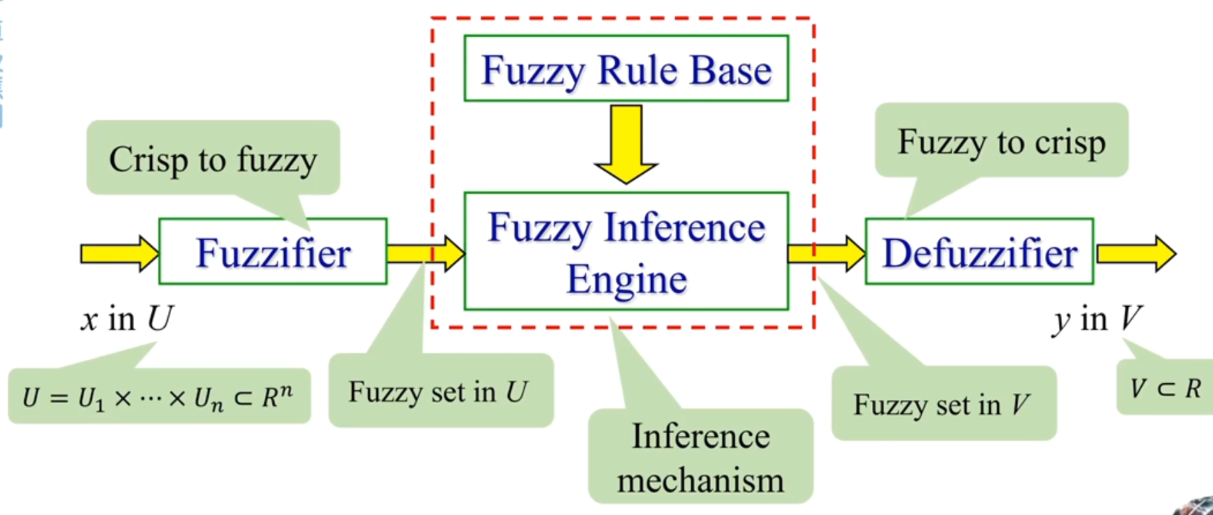 Fuzzy Rule Base
Crisp to fuzzy
Fuzzy to crisp
Fuzzifier
Fuzzy Inference
Engine
Defuzzifier
x in U
y in V
U = U₁ × ⋯ × Uₙ ⊂ Rⁿ
Fuzzy set in U
Inference
mechanism
Fuzzy set in V
V ⊂ R